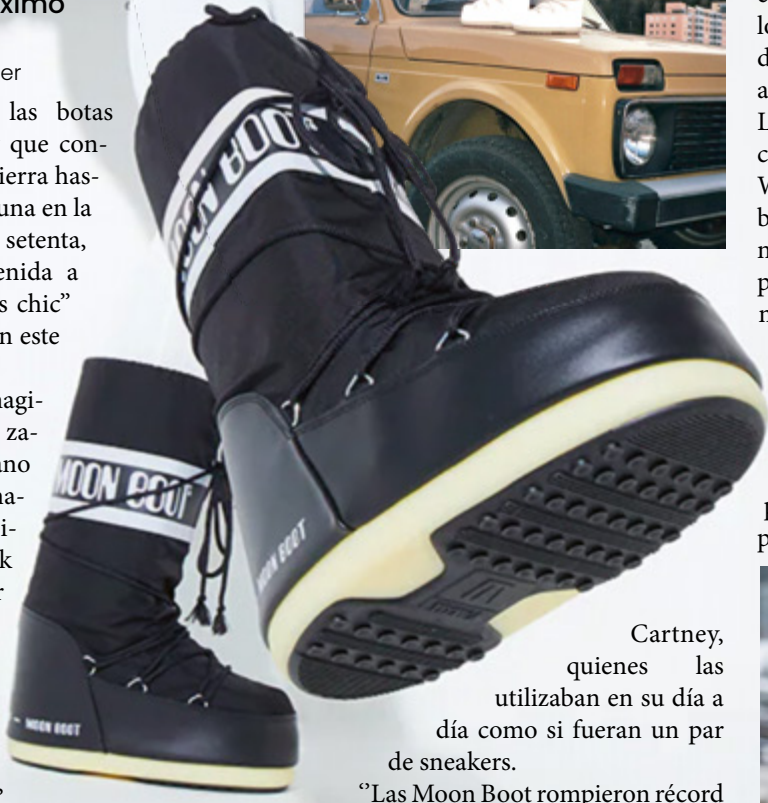 ximo
er
las botas
que con-
ierra has-
una en la
setenta,
enida a
s chic"
n este
nagi-
za-
ano
na-
i-
k
r
MOON BOOT
MOON BOOT
MOON BOOT
MOON BOOT
Cartney,
quienes las
utilizaban en su día a
día como si fueran un par
de sneakers.
“Las Moon Boot rompieron récord